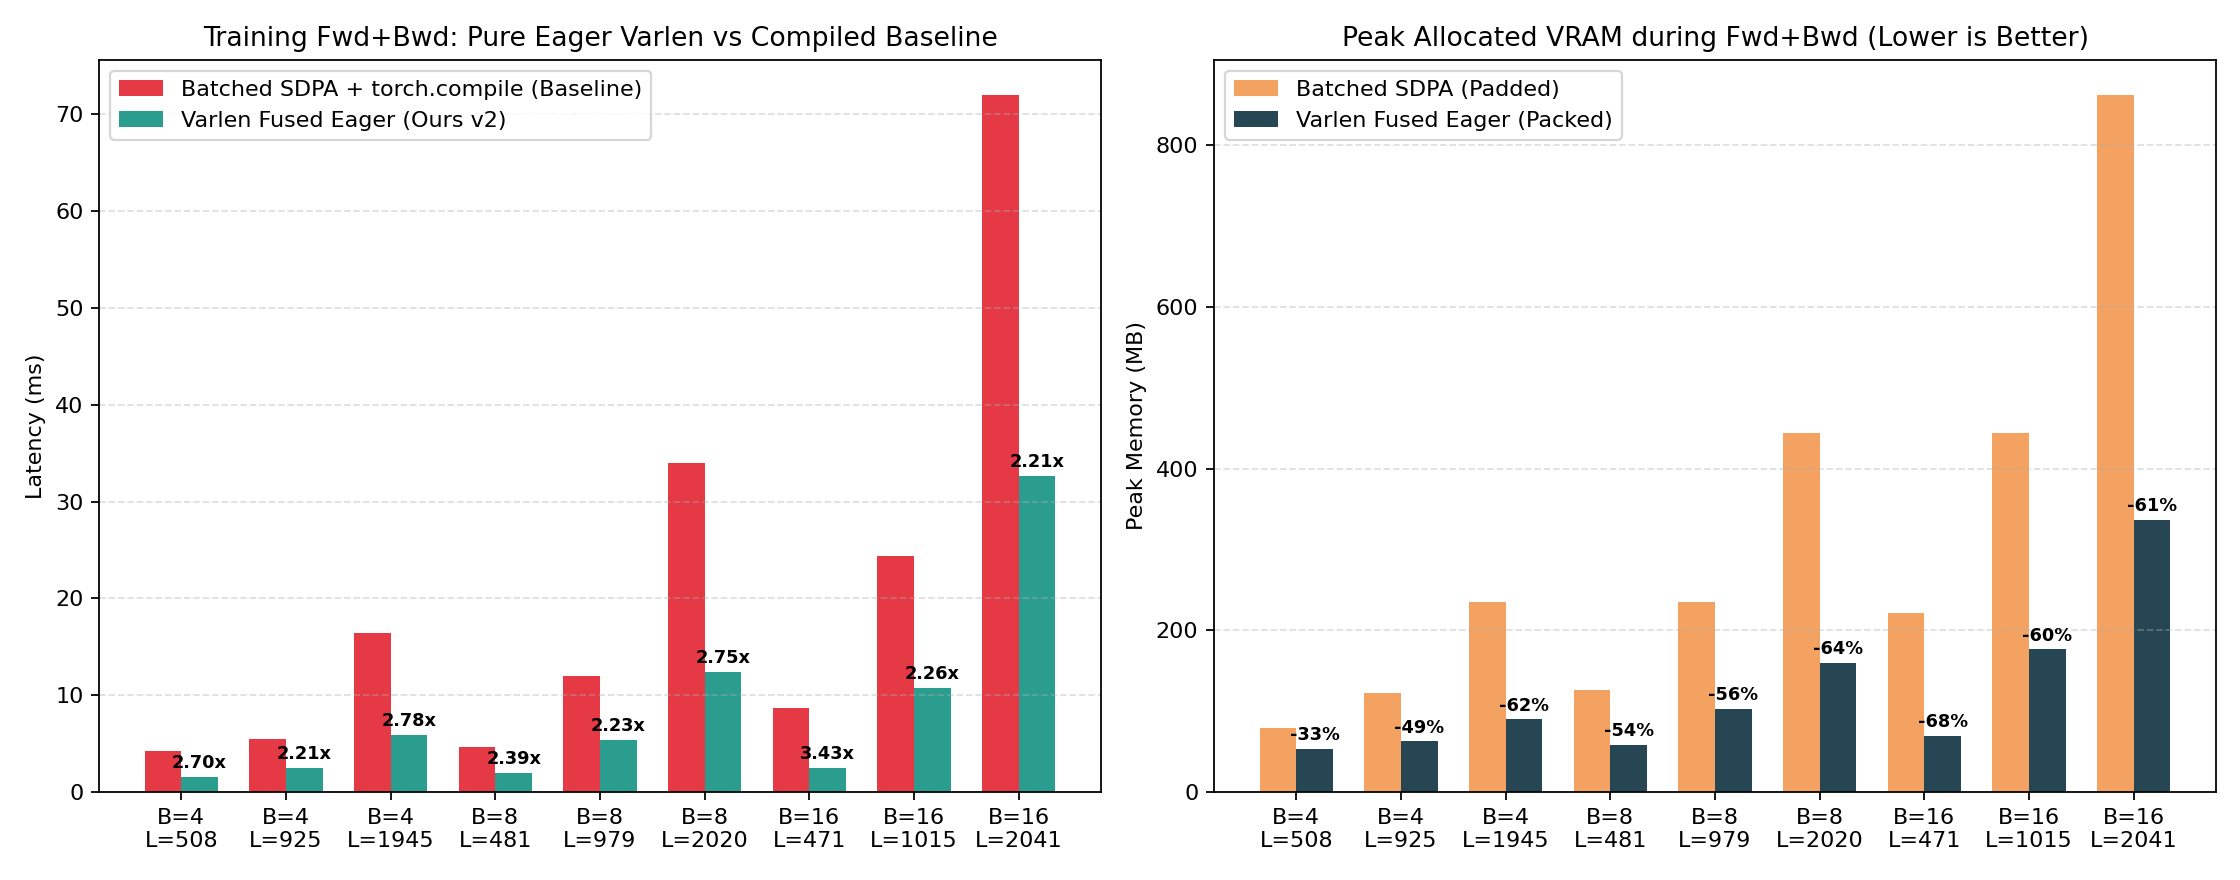 Training Fwd+Bwd: Pure Eager Varlen vs Compiled Baseline
Batched SDPA + torch.compile (Baseline)
Varlen Fused Eager (Ours v2)
Latency (ms)
70
60
50
40
30
20
10
0
2.70x
2.21x
2.78x
2.39x
2.23x
2.75x
3.43x
2.26x
2.21x
B=4
L=508
B=4
L=925
B=4
L=1945
B=8
L=481
B=8
L=979
B=8
L=2020
B=16
L=471
B=16
L=1015
B=16
L=2041
Peak Allocated VRAM during Fwd+Bwd (Lower is Better)
Batched SDPA (Padded)
Varlen Fused Eager (Packed)
Peak Memory (MB)
800
600
400
200
0
-33%
-49%
-62%
-54%
-56%
-64%
-68%
-60%
-61%
B=4
L=508
B=4
L=925
B=4
L=1945
B=8
L=481
B=8
L=979
B=8
L=2020
B=16
L=471
B=16
L=1015
B=16
L=2041